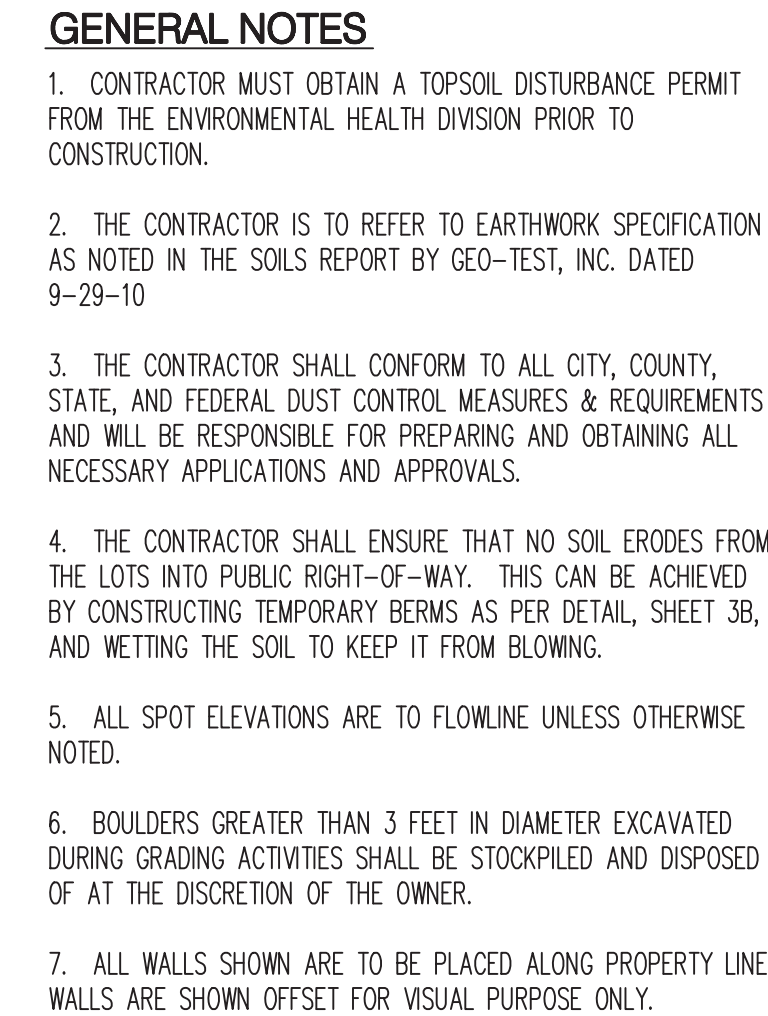 GENERAL NOTES
1. CONTRACTOR MUST OBTAIN A TOPSOIL DISTURBANCE PERMIT
FROM THE ENVIRONMENTAL HEALTH DIVISION PRIOR TO
CONSTRUCTION.
2. THE CONTRACTOR IS TO REFER TO EARTHWORK SPECIFICATION
AS NOTED IN THE SOILS REPORT BY GEO-TEST, INC. DATED
9-29-10
3. THE CONTRACTOR SHALL CONFORM TO ALL CITY, COUNTY,
STATE, AND FEDERAL DUST CONTROL MEASURES & REQUIREMENTS
AND WILL BE RESPONSIBLE FOR PREPARING AND OBTAINING ALL
NECESSARY APPLICATIONS AND APPROVALS.
4. THE CONTRACTOR SHALL ENSURE THAT NO SOIL ERODES FROM
THE LOTS INTO PUBLIC RIGHT-OF-WAY. THIS CAN BE ACHIEVED
BY CONSTRUCTING TEMPORARY BERMS AS PER DETAIL, SHEET 3B,
AND WETTING THE SOIL TO KEEP IT FROM BLOWING.
5. ALL SPOT ELEVATIONS ARE TO FLOWLINE UNLESS OTHERWISE
NOTED.
6. BOULDERS GREATER THAN 3 FEET IN DIAMETER EXCAVATED
DURING GRADING ACTIVITIES SHALL BE STOCKPILED AND DISPOSED
OF AT THE DISCRETION OF THE OWNER.
7. ALL WALLS SHOWN ARE TO BE PLACED ALONG PROPERTY LINE
WALLS ARE SHOWN OFFSET FOR VISUAL PURPOSE ONLY.